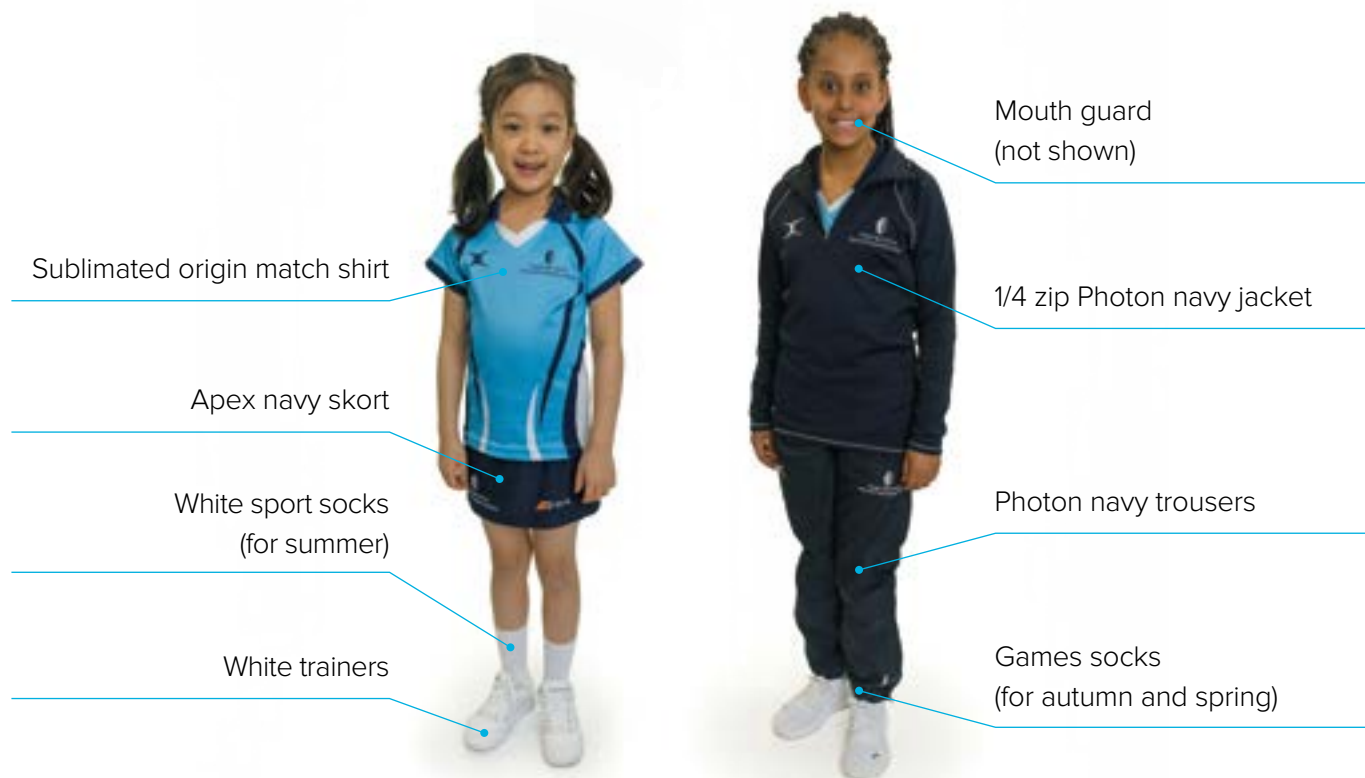 Sublimated origin match shirt
Apex navy skort
White sport socks
(for summer)
White trainers
Mouth guard
(not shown)
1/4 zip Photon navy jacket
Photon navy trousers
Games socks
(for autumn and spring)